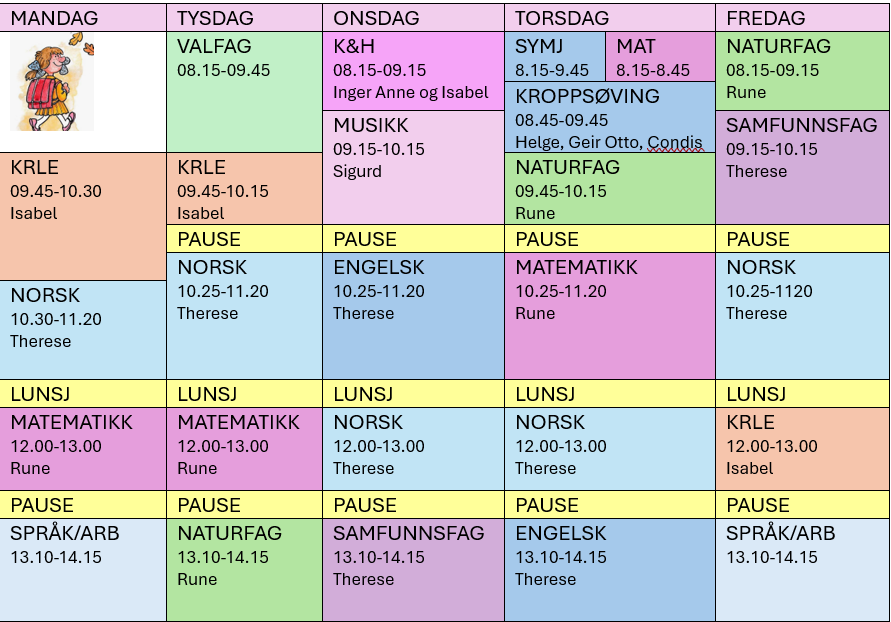 MANDAG
TYSDAG
ONSDAG
TORSDAG
FREDAG
VALFAG
08.15-09.45
K&H
08.15-09.15
Inger Anne og Isabel
SYMJ
8.15-9.45
MAT
8.15-8.45
NATURFAG
08.15-09.15
Rune
KROPPSØVING
08.45-09.45
Helge, Geir Otto, Condis
MUSIKK
09.15-10.15
Sigurd
SAMFUNNSFAG
09.15-10.15
Therese
KRLE
09.45-10.30
Isabel
KRLE
09.45-10.15
Isabel
NATURFAG
09.45-10.15
Rune
PAUSE
PAUSE
PAUSE
PAUSE
NORSK
10.30-11.20
Therese
NORSK
10.25-11.20
Therese
ENGELSK
10.25-11.20
Therese
MATEMATIKK
10.25-11.20
Rune
NORSK
10.25-1120
Therese
LUNSJ
LUNSJ
LUNSJ
LUNSJ
LUNSJ
MATEMATIKK
12.00-13.00
Rune
MATEMATIKK
12.00-13.00
Rune
NORSK
12.00-13.00
Therese
NORSK
12.00-13.00
Therese
KRLE
12.00-13.00
Isabel
PAUSE
PAUSE
PAUSE
PAUSE
PAUSE
SPRÅK/ARB
13.10-14.15
NATURFAG
13.10-14.15
Rune
SAMFUNNSFAG
13.10-14.15
Therese
ENGELSK
13.10-14.15
Therese
SPRÅK/ARB
13.10-14.15